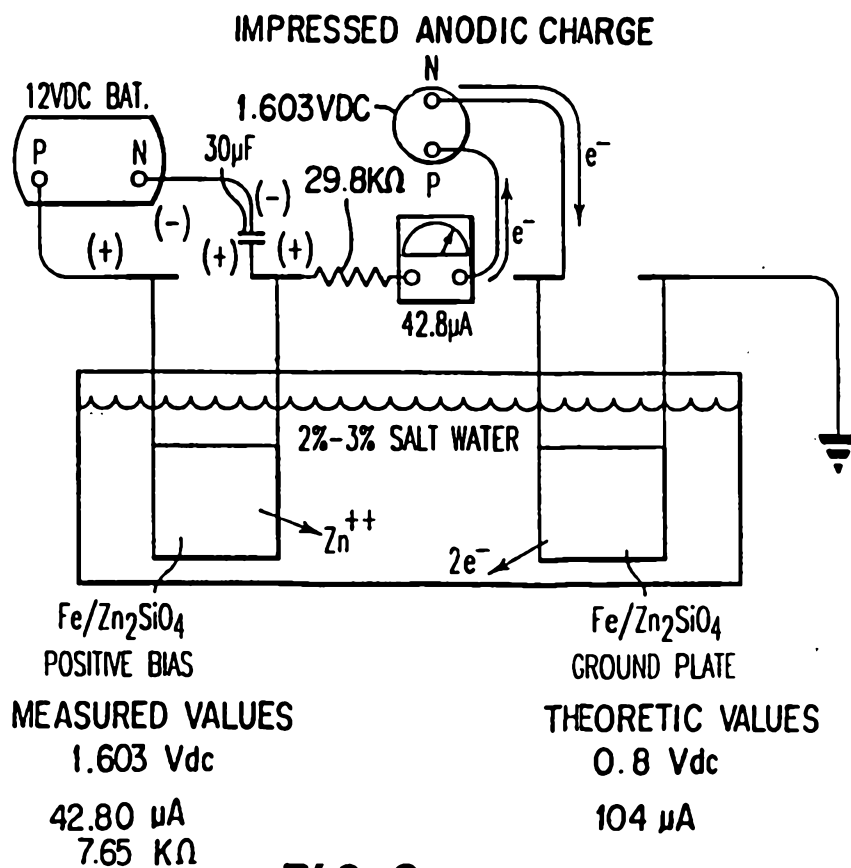 IMPRESSED ANODIC CHARGE
12VDC BAT.
P N
30μF
(-)
(+)
(-)
(+)
(+)
29.8KΩ
1.603VDC
N
P
e⁻
e⁻
42.8μA
2%-3% SALT WATER
Zn⁺⁺
2e⁻
Fe/Zn₂SiO₄
POSITIVE BIAS
Fe/Zn₂SiO₄
GROUND PLATE
MEASURED VALUES
1.603 Vdc
42.80 μA
7.65 KΩ
THEORETIC VALUES
0.8 Vdc
104 μA